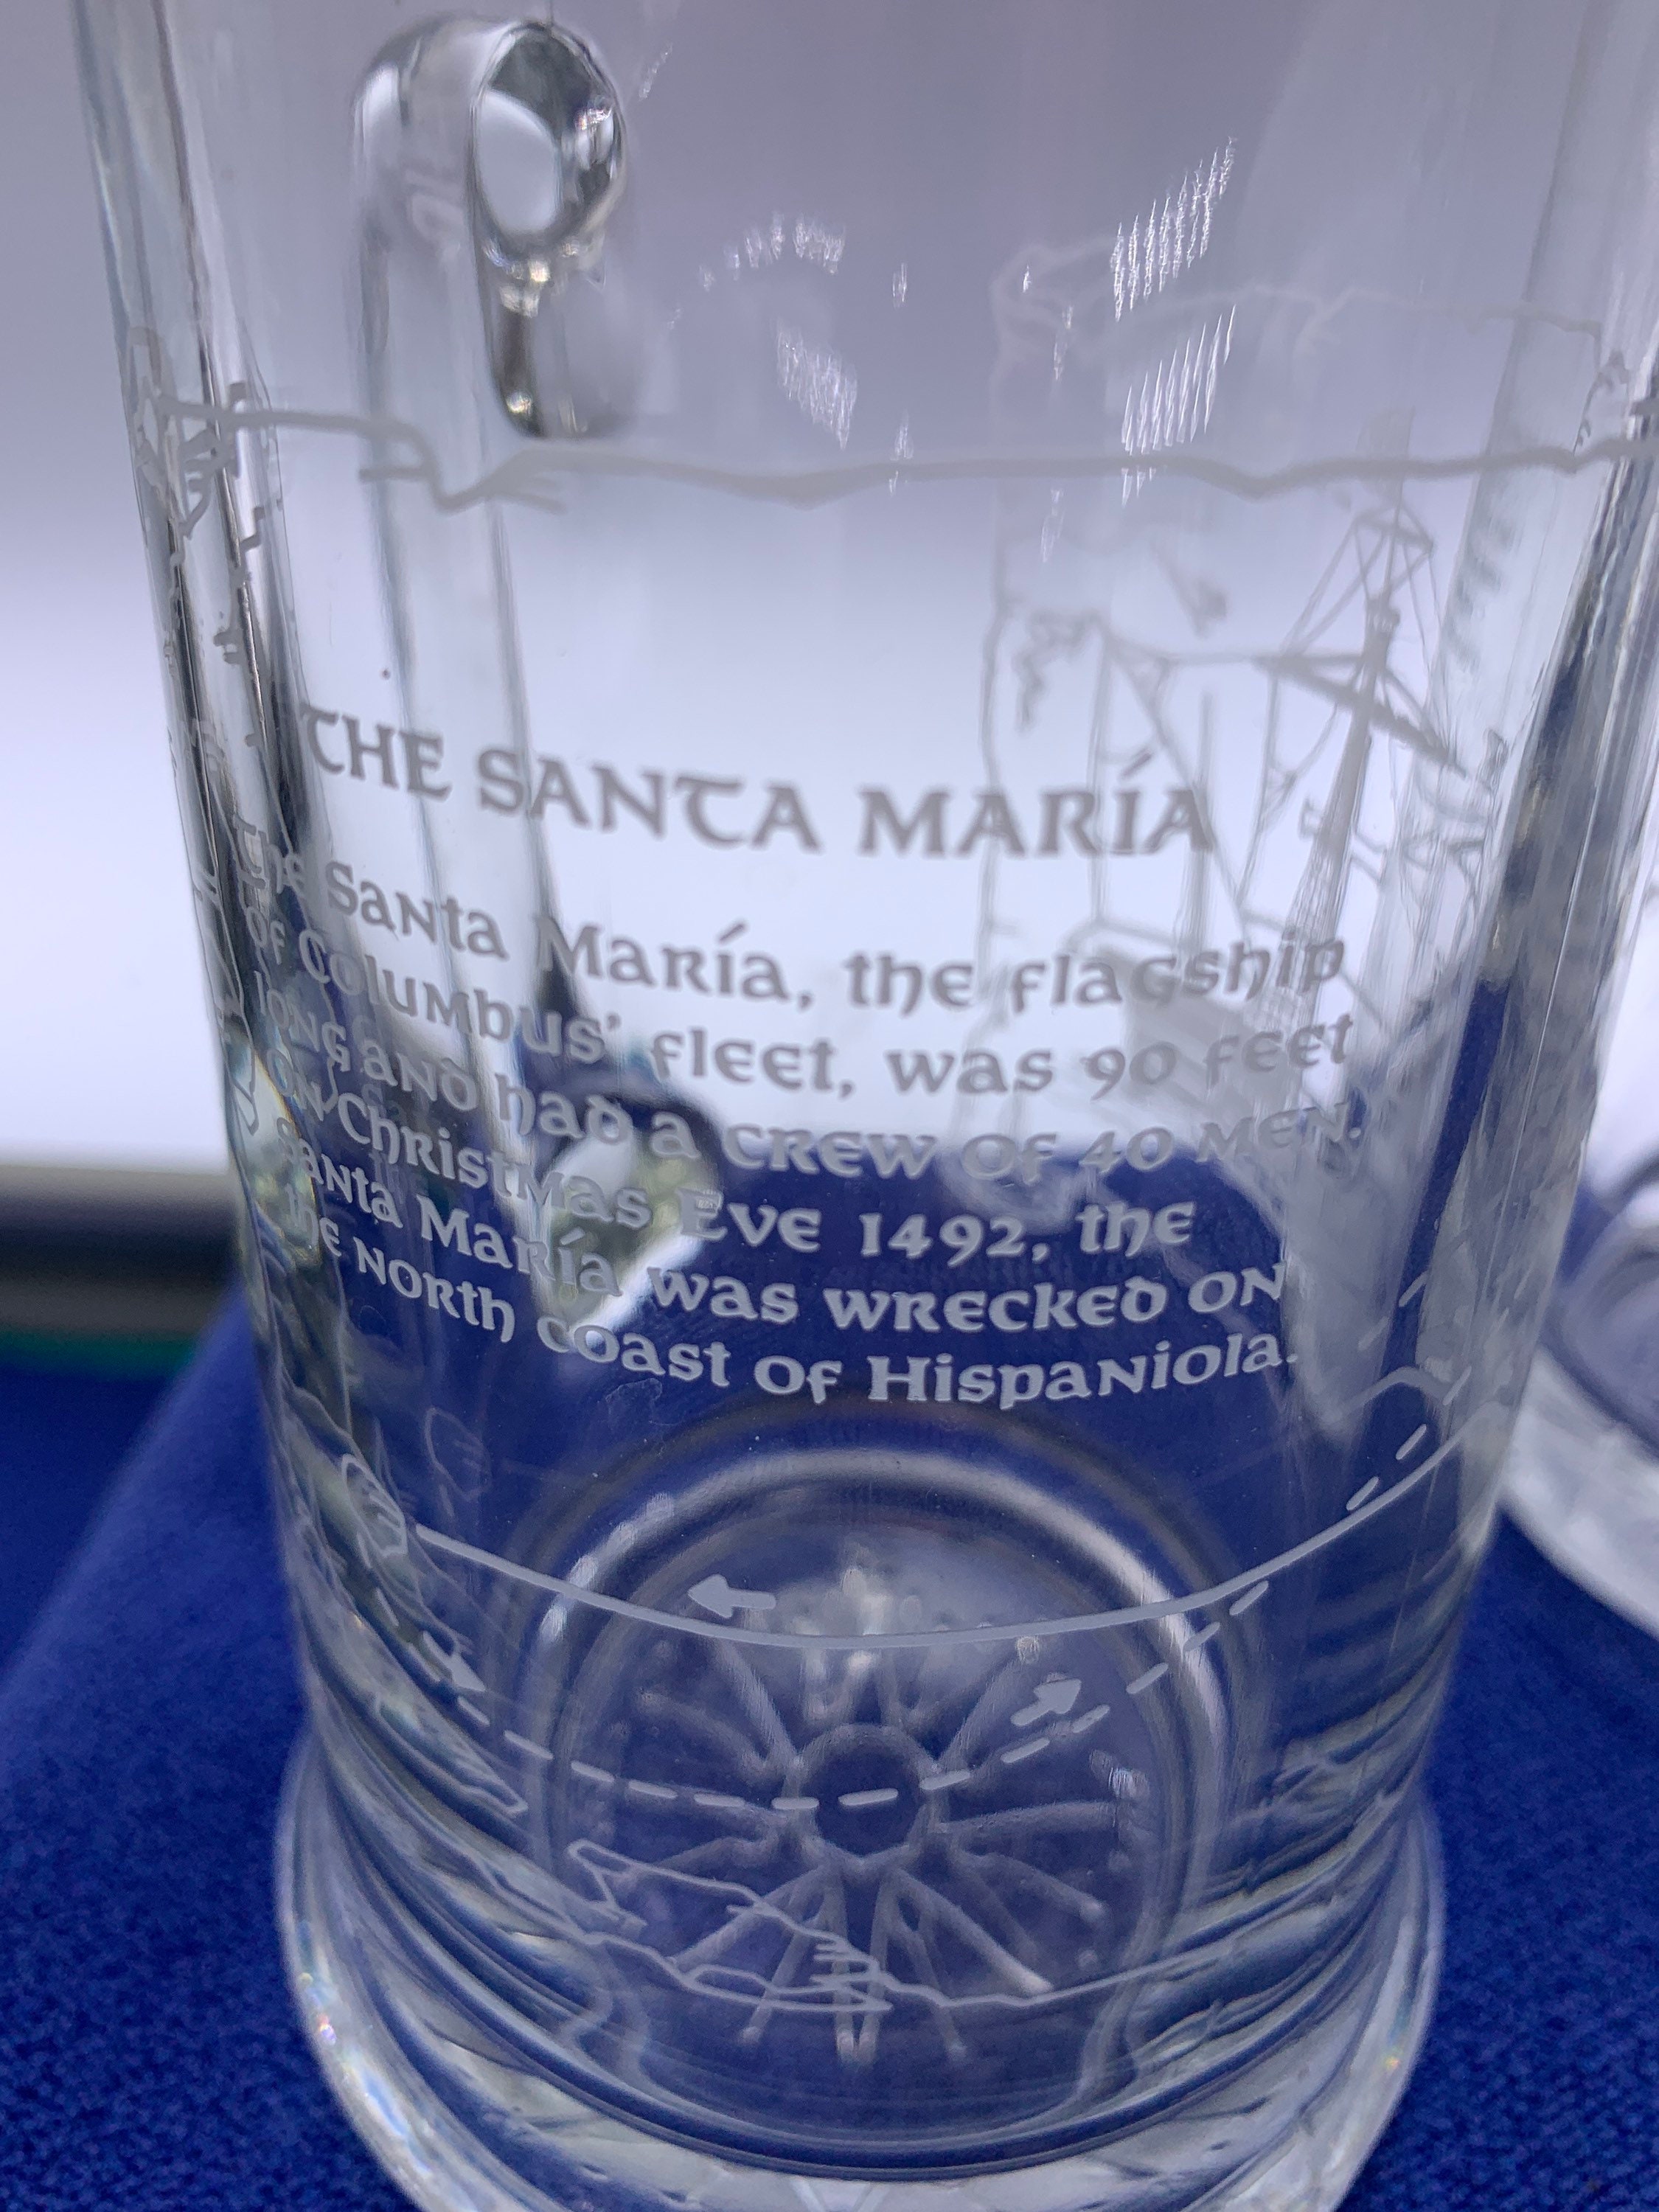 THE SANTA MARÍA
The Santa María, the flagship
of Columbus' fleet, was 90 feet
long and had a crew of 40 men.
On Christmas Eve 1492, the
Santa María was wrecked on
the north coast of Hispaniola.